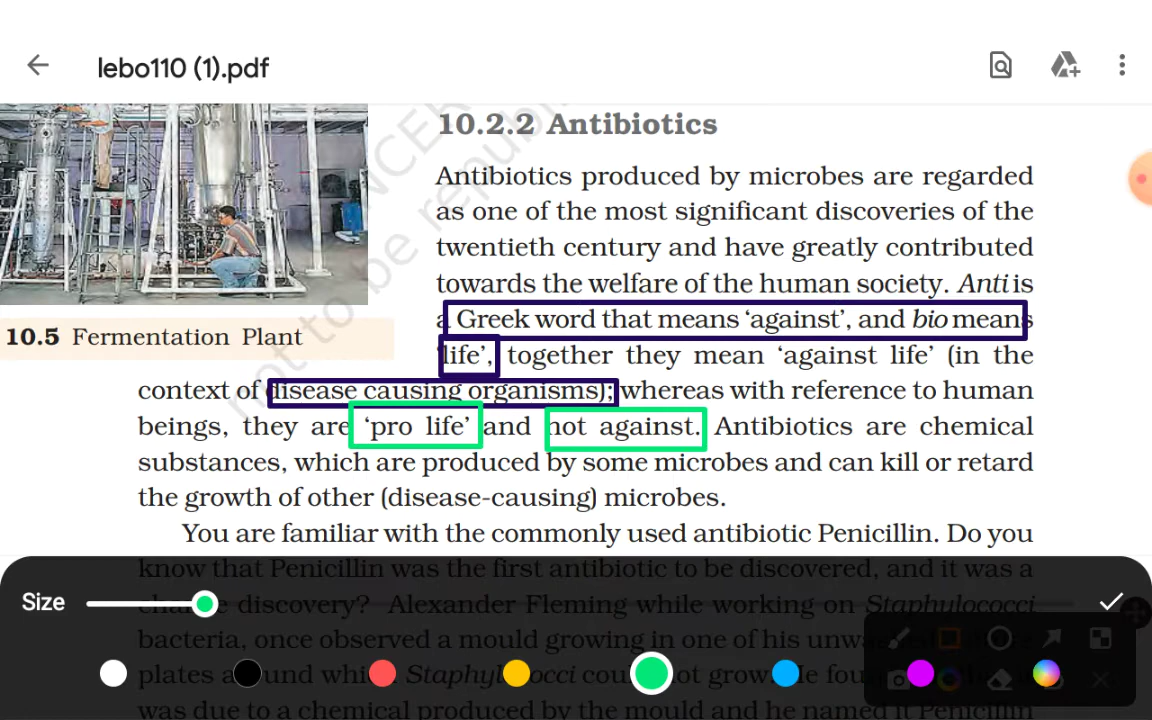 lebo110 (1).pdf
10.2.2 Antibiotics
Antibiotics produced by microbes are regarded
as one of the most significant discoveries of the
twentieth century and have greatly contributed
towards the welfare of the human society. Anti is
a Greek word that means ‘against’, and bio means
10.5 Fermentation Plant
‘life’, together they mean ‘against life’ (in the
context of disease causing organisms); whereas with reference to human
beings, they are ‘pro life’ and not against. Antibiotics are chemical
substances, which are produced by some microbes and can kill or retard
the growth of other (disease-causing) microbes.
You are familiar with the commonly used antibiotic Penicillin. Do you
know that Penicillin was the first antibiotic to be discovered, and it was a
Size
discovery? Alexander Fleming while working on Staphylococci
bacteria, once observed a mould growing in one of his
plates around which Staphylococci could not grow. He
was due to a chemical produced by the mould and he named it Penicillin
not to be republ